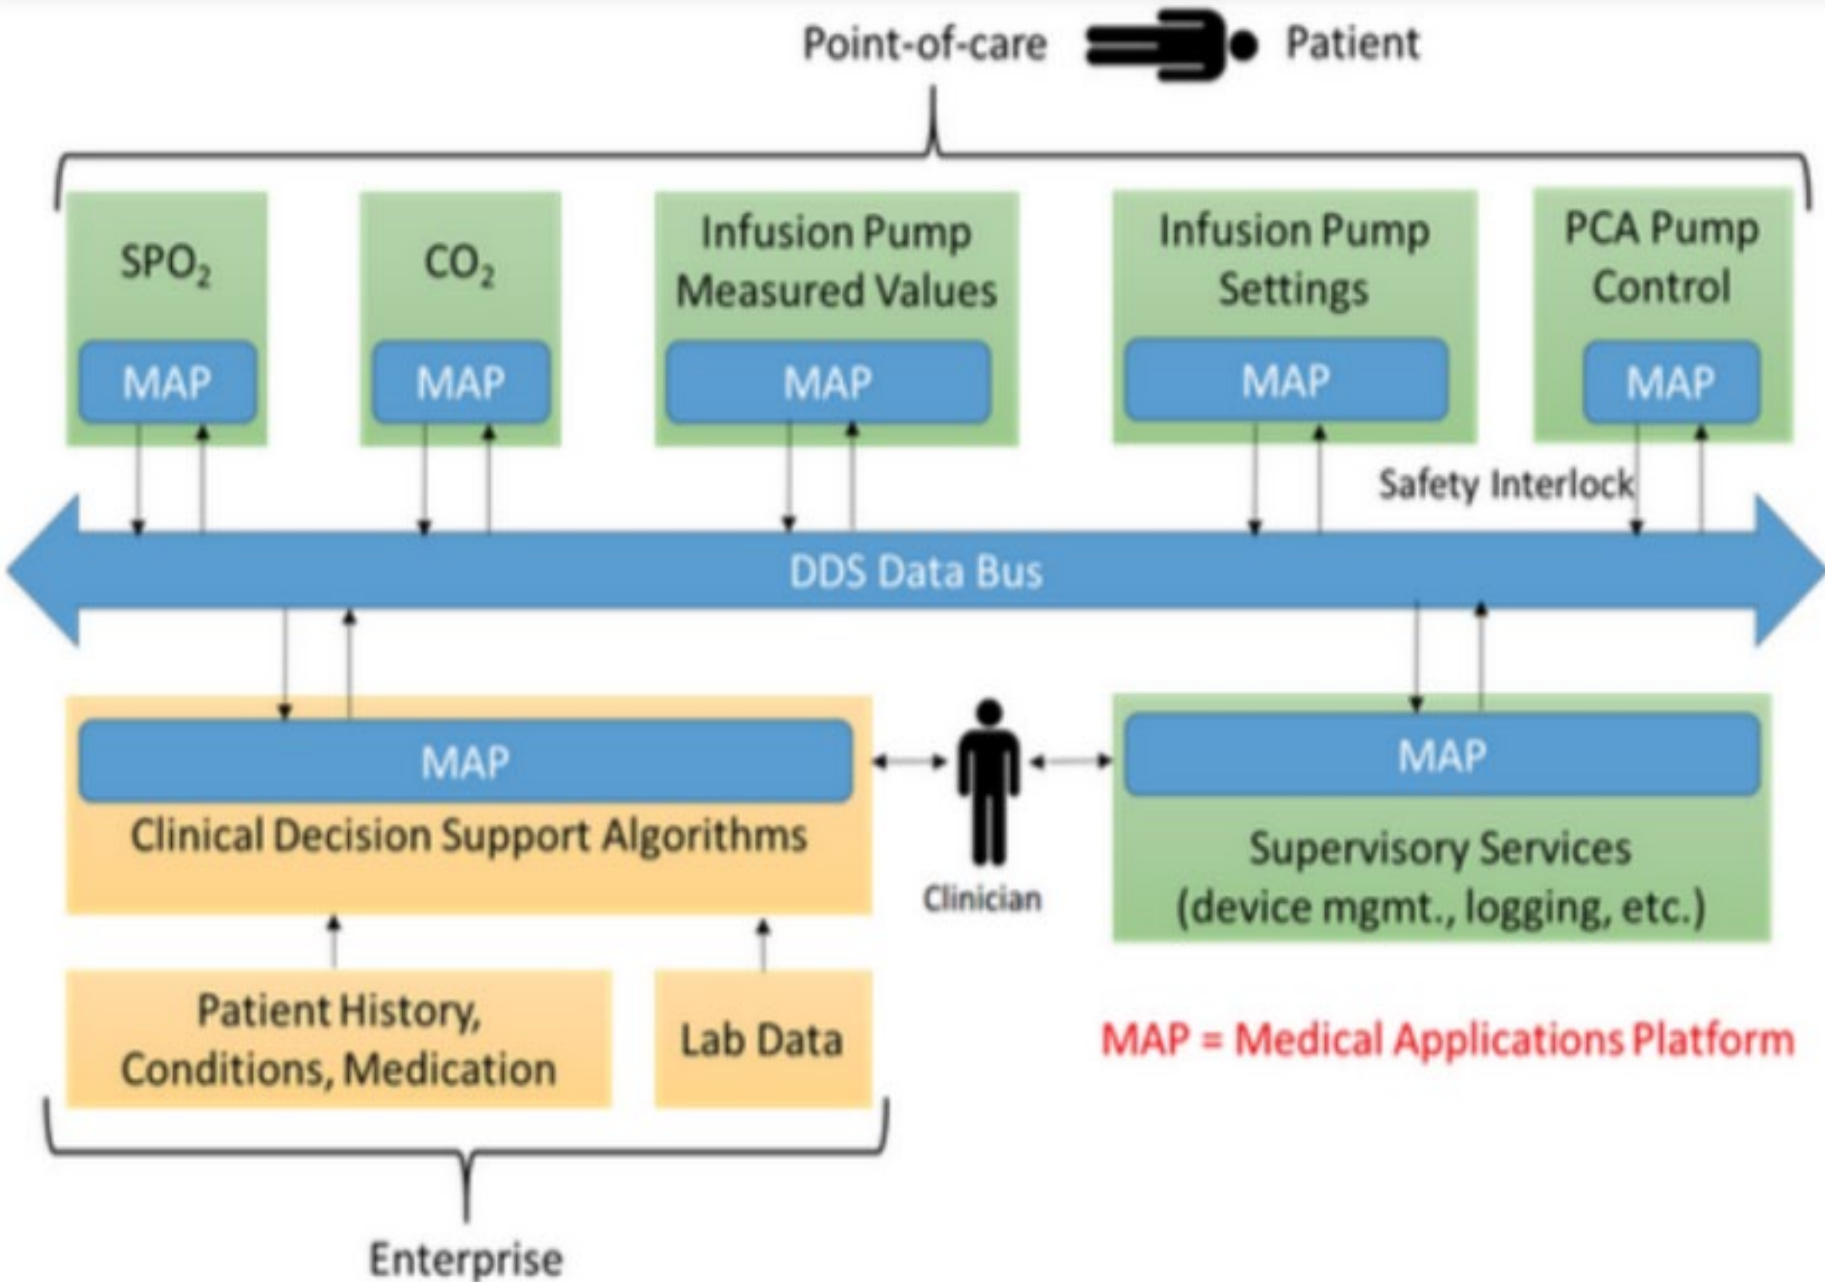 Point-of-care
Patient
SPO₂
CO₂
Infusion Pump
Measured Values
Infusion Pump
Settings
PCA Pump
Control
MAP
MAP
MAP
MAP
MAP
Safety Interlock
DDS Data Bus
MAP
Clinical Decision Support Algorithms
Clinician
MAP
Supervisory Services
(device mgmt., logging, etc.)
Patient History,
Conditions, Medication
Lab Data
MAP = Medical Applications Platform
Enterprise